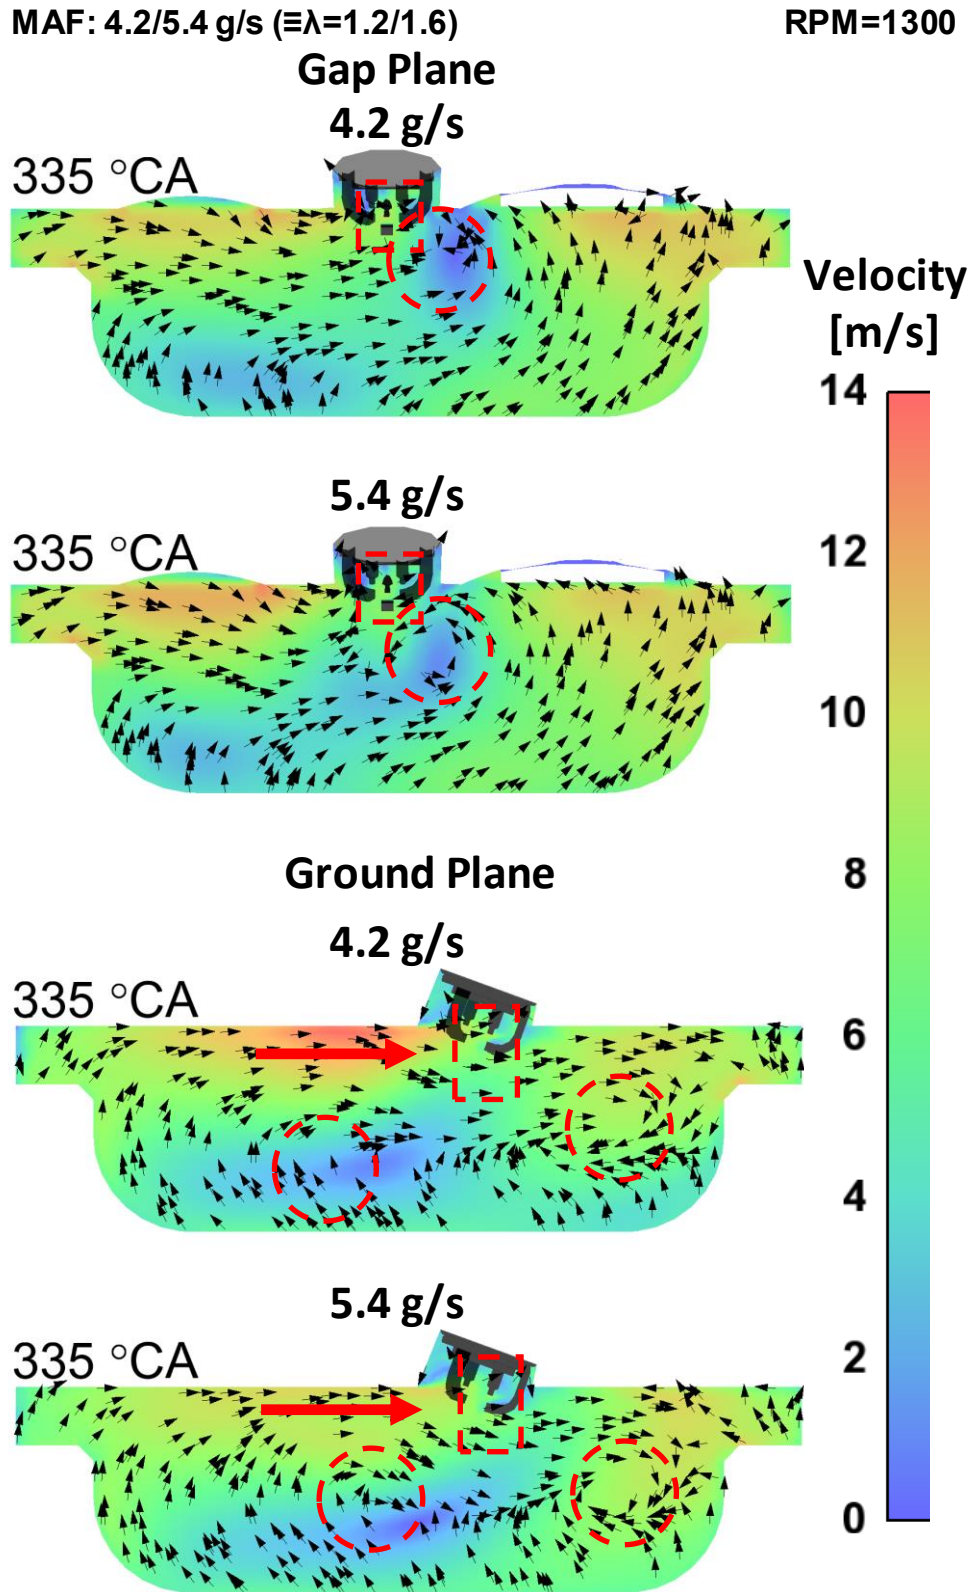 MAF: 4.2/5.4 g/s (≡λ=1.2/1.6) RPM=1300
Gap Plane
4.2 g/s
335 °CA
Velocity
[m/s]
14
5.4 g/s
335 °CA
12
10
Ground Plane
8
4.2 g/s
335 °CA
6
4
5.4 g/s
335 °CA
2
0